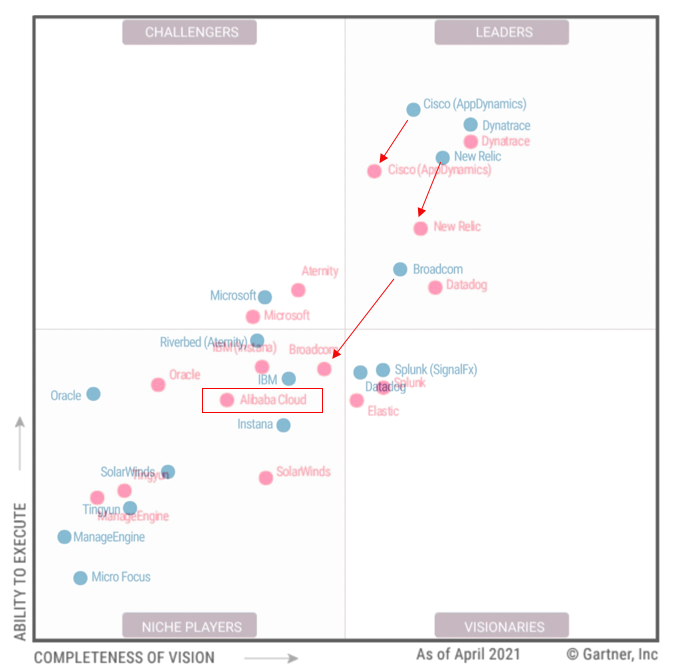 CHALLENGERS
LEADERS
Cisco (AppDynamics)
Dynatrace
Dynatrace
New Relic
Cisco (AppDynamics)
New Relic
Broadcom
Aternity
Datadog
Microsoft
Microsoft
Riverbed (Aternity)
IBM (Instana)
Broadcom
Oracle
IBM
Splunk (SignalFx)
Splunk
Datadog
Oracle
Alibaba Cloud
Elastic
Instana
SolarWinds
SolarWinds
Tingyun
Tingyun
ManageEngine
ManageEngine
Micro Focus
NICHE PLAYERS
VISIONARIES
ABILITY TO EXECUTE
COMPLETENESS OF VISION
As of April 2021
© Gartner, Inc